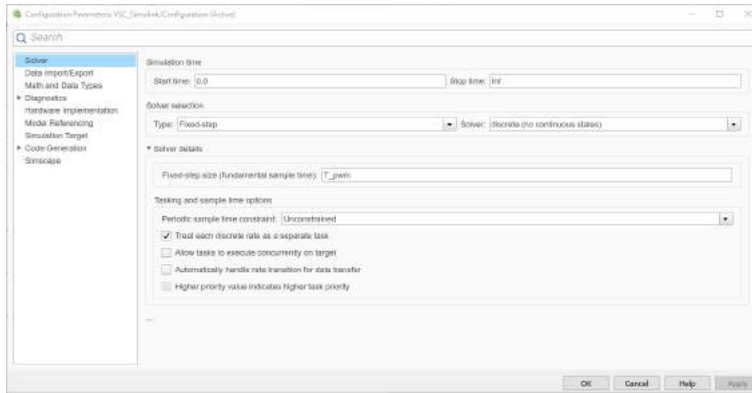 Configuration Parameters: VSC_Simulink/Configuration (Active)
Search
Solver
Data Import/Export
Math and Data Types
Diagnostics
Hardware Implementation
Model Referencing
Simulation Target
Code Generation
Simscape
Simulation time
Start time: 0.0 Stop time: inf
Solver selection
Type: Fixed-step Solver: discrete (no continuous states)
Solver details
Fixed-step size (fundamental sample time): T_pwm
Tasking and sample time options
Periodic sample time constraint: Unconstrained
Treat each discrete rate as a separate task
Allow tasks to execute concurrently on target
Automatically handle rate transition for data transfer
Higher priority value indicates higher task priority
...
OK Cancel Help Apply